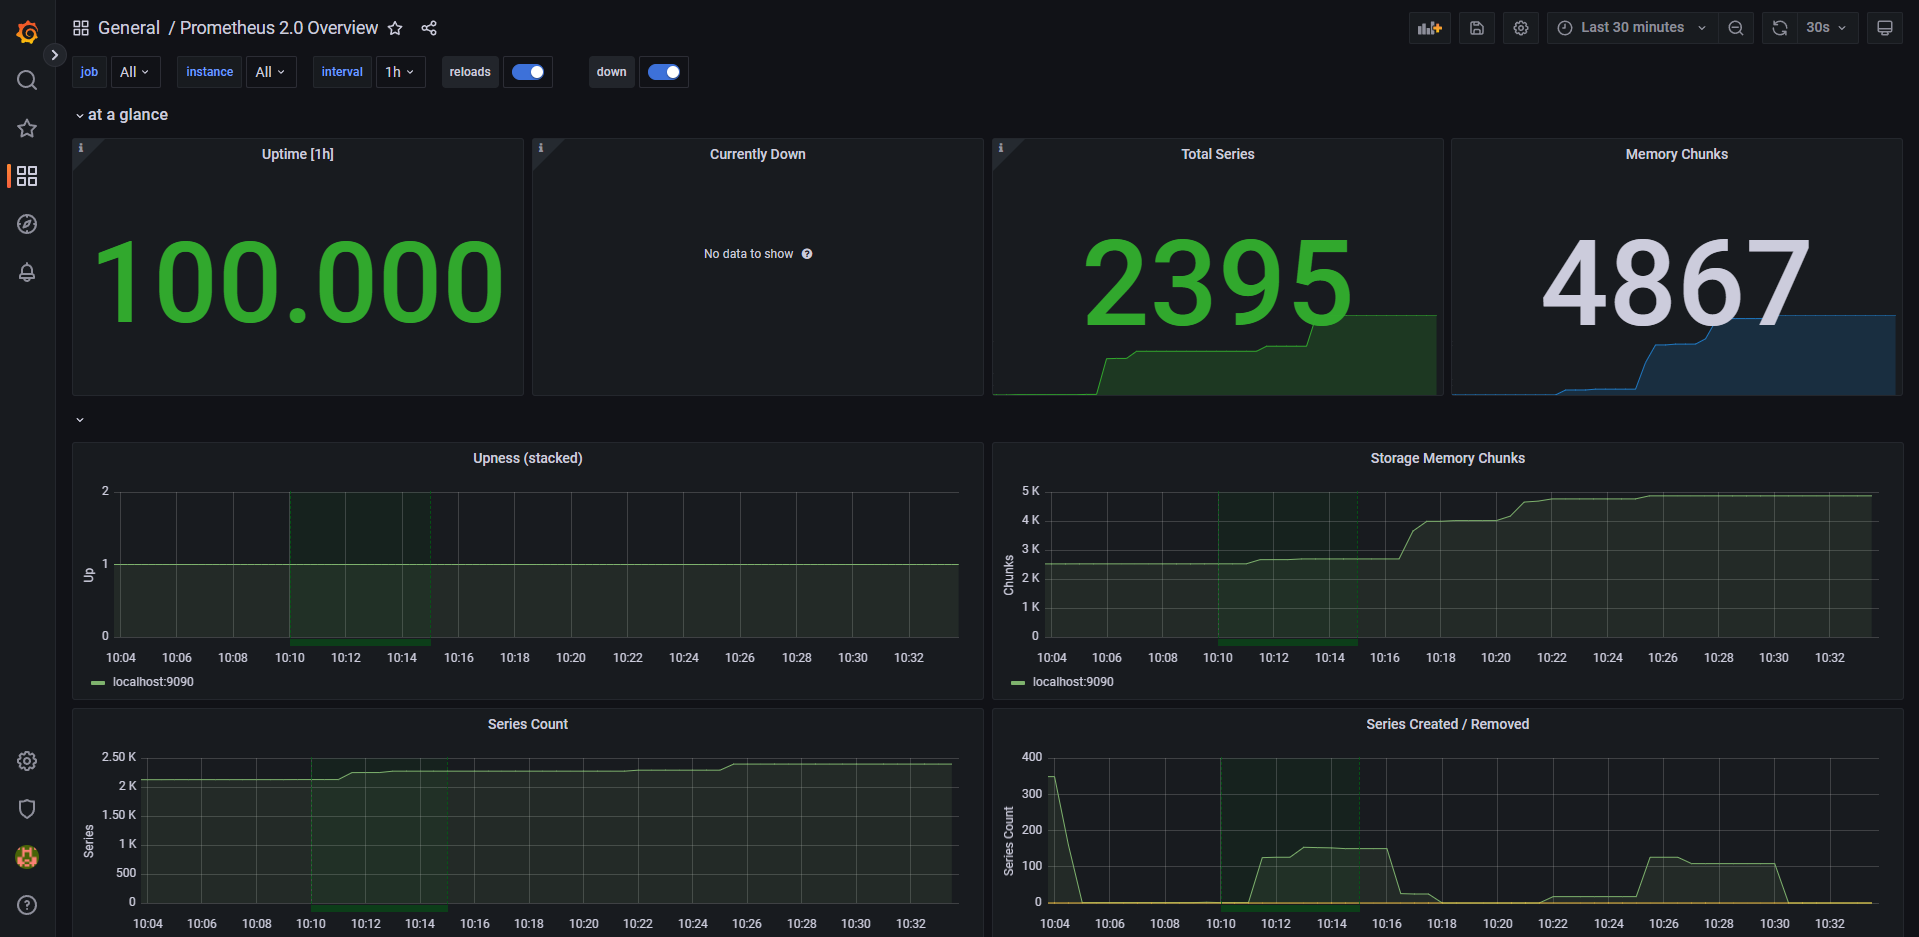 General / Prometheus 2.0 Overview
Last 30 minutes
30s
job All instance All interval 1h reloads down
at a glance
Uptime [1h]
100.000
Currently Down
No data to show
Total Series
2395
Memory Chunks
4867
Upness (stacked)
Up
2
1
0
10:04 10:06 10:08 10:10 10:12 10:14 10:16 10:18 10:20 10:22 10:24 10:26 10:28 10:30 10:32
localhost:9090
Storage Memory Chunks
Chunks
5 K
4 K
3 K
2 K
1 K
0
10:04 10:06 10:08 10:10 10:12 10:14 10:16 10:18 10:20 10:22 10:24 10:26 10:28 10:30 10:32
localhost:9090
Series Count
Series
2.50 K
2 K
1.50 K
1 K
500
0
10:04 10:06 10:08 10:10 10:12 10:14 10:16 10:18 10:20 10:22 10:24 10:26 10:28 10:30 10:32
Series Created / Removed
Series Count
400
300
200
100
0
10:04 10:06 10:08 10:10 10:12 10:14 10:16 10:18 10:20 10:22 10:24 10:26 10:28 10:30 10:32